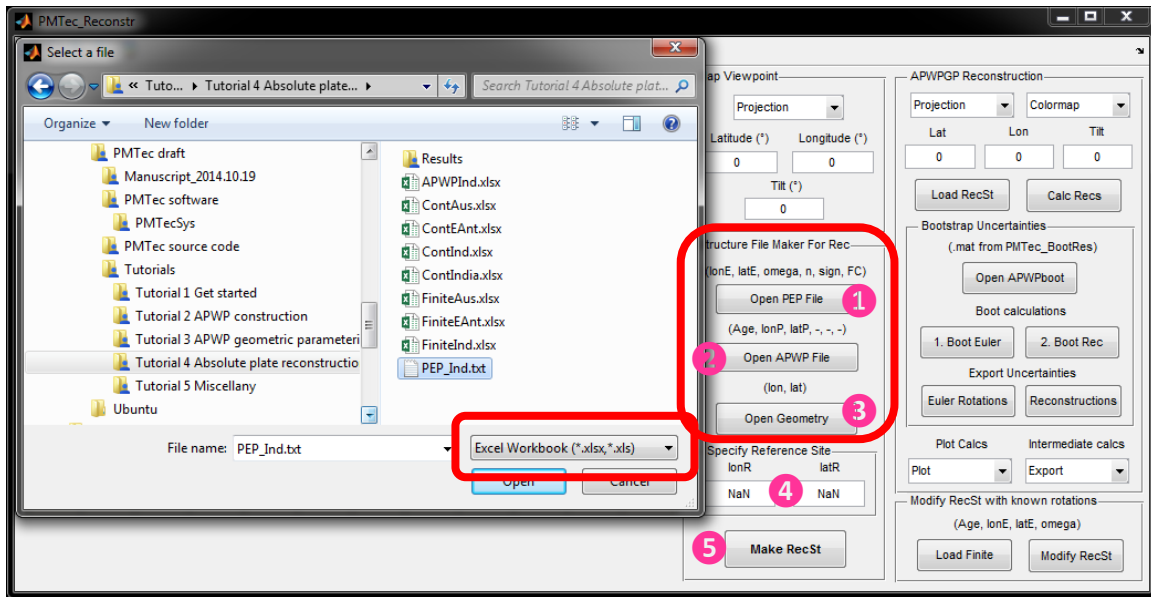 PMTec_Reconstr
Select a file
« Tuto... Tutorial 4 Absolute plate...
Search Tutorial 4 Absolute plat...
Organize New folder
PMTec draft
Manuscript_2014.10.19
PMTec software
PMTecSys
PMTec source code
Tutorials
Tutorial 1 Get started
Tutorial 2 APWP construction
Tutorial 3 APWP geometric parameteri
Tutorial 4 Absolute plate reconstructio
Tutorial 5 Miscellany
Ubuntu
Results
APWPInd.xlsx
ContAus.xlsx
ContEAnt.xlsx
ContInd.xlsx
ContIndia.xlsx
FiniteAus.xlsx
FiniteEAnt.xlsx
FiniteInd.xlsx
PEP_Ind.txt
File name: PEP_Ind.txt
Excel Workbook (*.xlsx,*.xls)
Open Cancel
ap Viewpoint
Projection
Latitude (°) Longitude (°)
0 0
Tilt (°)
0
tructure File Maker For Rec
(lonE, latE, omega, n, sign, FC)
Open PEP File 1
(Age, lonP, latP, -, -, -)
2 Open APWP File
(lon, lat)
Open Geometry 3
Specify Reference Site
lonR latR
NaN 4 NaN
5 Make RecSt
APWPGP Reconstruction
Projection Colormap
Lat Lon Tilt
0 0 0
Load RecSt Calc Recs
Bootstrap Uncertainties
(.mat from PMTec_BootRes)
Open APWPboot
Boot calculations
1. Boot Euler 2. Boot Rec
Export Uncertainties
Euler Rotations Reconstructions
Plot Calcs Intermediate calcs
Plot Export
Modify RecSt with known rotations
(Age, lonE, latE, omega)
Load Finite Modify RecSt